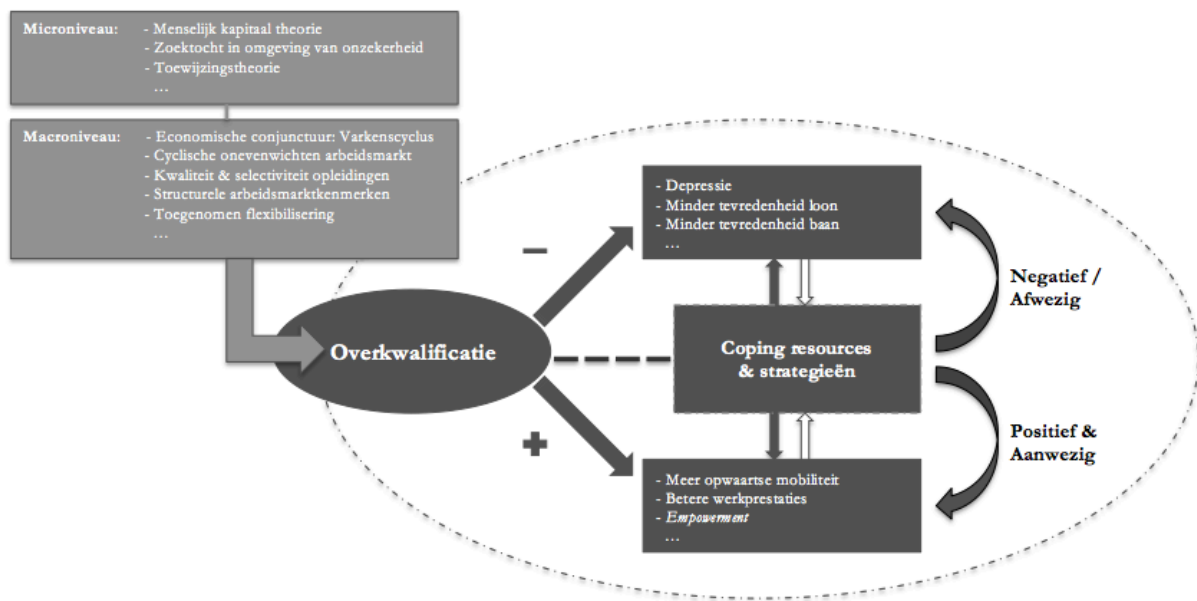 Microniveau: - Menselijk kapitaal theorie
- Zoektocht in omgeving van onzekerheid
- Toewijzingstheorie
…
Macroniveau: - Economische conjunctuur: Varkenscyclus
- Cyclische onevenwichten arbeidsmarkt
- Kwaliteit & selectiviteit opleidingen
- Structurele arbeidsmarktkenmerken
- Toegenomen flexibilisering
…
- Depressie
- Minder tevredenheid loon
- Minder tevredenheid baan
…
−
Negatief /
Afwezig
Overkwalificatie
Coping resources
& strategieën
+
Positief &
Aanwezig
- Meer opwaartse mobiliteit
- Betere werkprestaties
- Empowerment
…